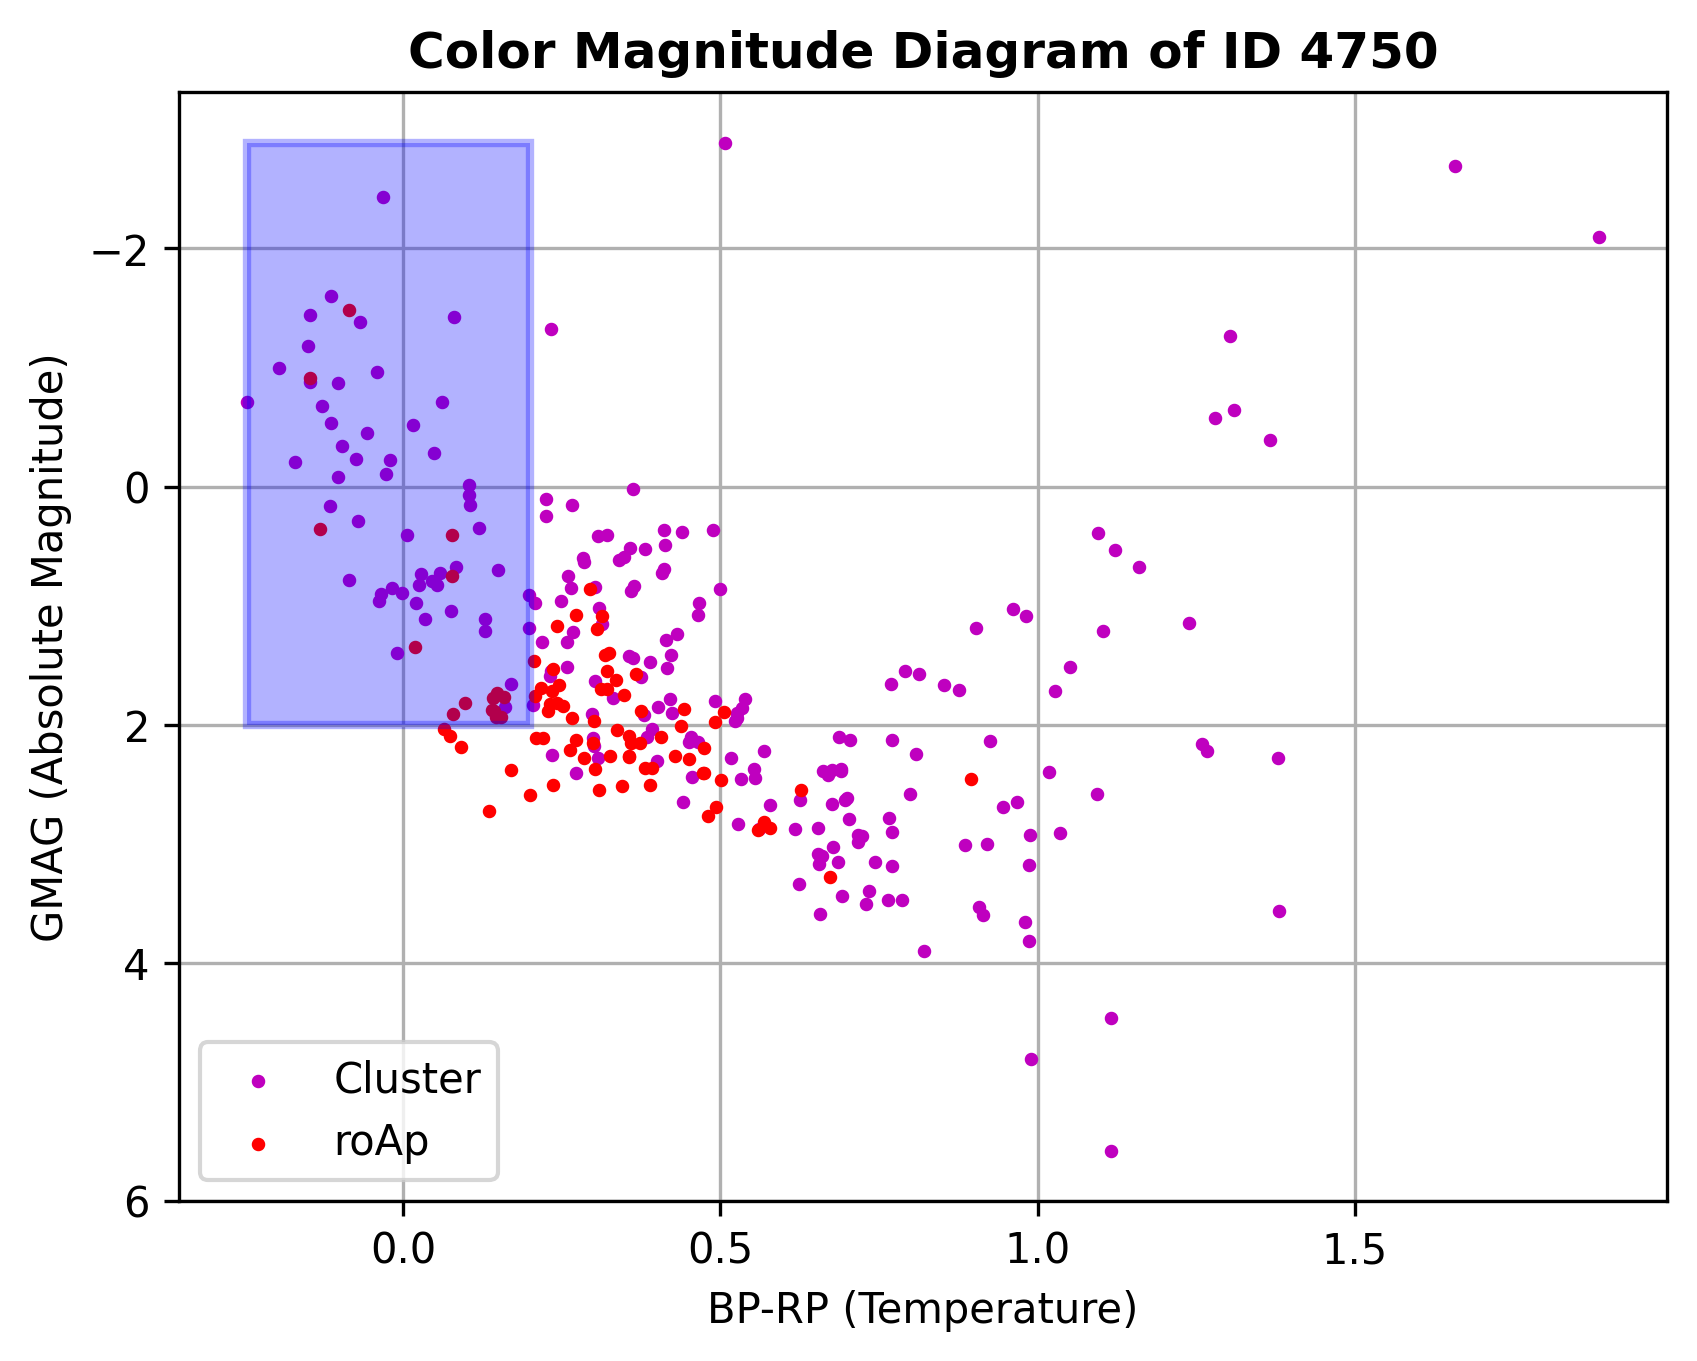 Color Magnitude Diagram of ID 4750
GMAG (Absolute Magnitude)
−2
0
2
4
6
Cluster
roAp
0.0 0.5 1.0 1.5
BP-RP (Temperature)